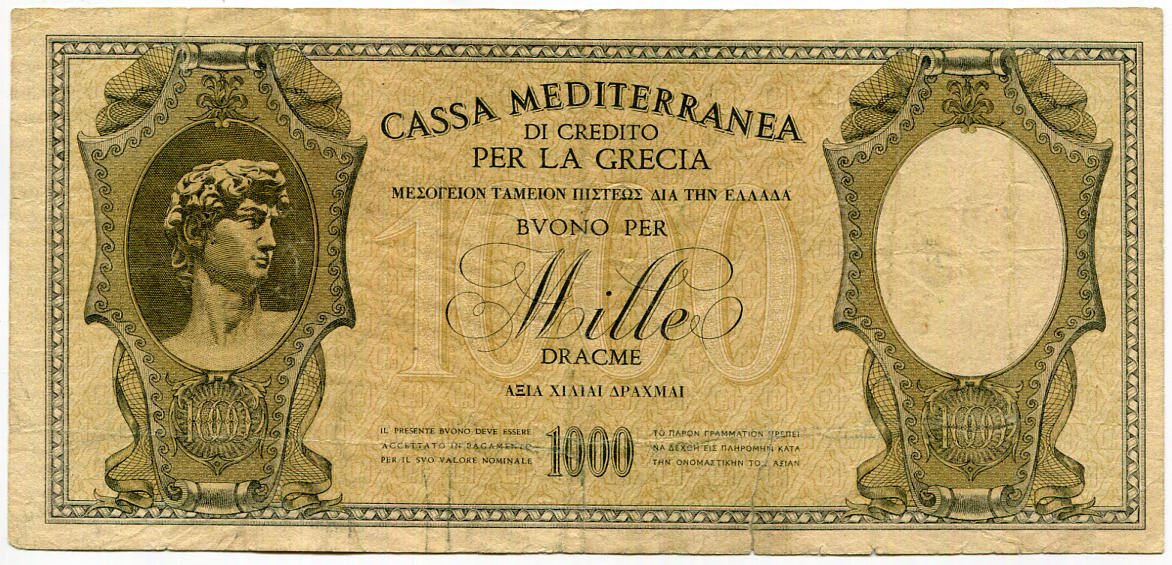 CASSA MEDITERRANEA
DI CREDITO
PER LA GRECIA
ΜΕΣΟΓΕΙΟΝ ΤΑΜΕΙΟΝ ΠΙΣΤΕΩΣ ΔΙΑ ΤΗΝ ΕΛΛΑΔΑ
BVONO PER
1000
Mille
DRACME
ΑΞΙΑ ΧΙΛΙΑΙ ΔΡΑΧΜΑΙ
IL PRESENTE BVONO DEVE ESSERE
ACCETTATO IN PAGAMENTO
PER IL SVO VALORE NOMINALE
1000
ΤΟ ΠΑΡΟΝ ΓΡΑΜΜΑΤΙΟΝ ΠΡΕΠΕΙ
ΝΑ ΔΕΧΘΗ ΕΙΣ ΠΛΗΡΩΜΗΝ ΚΑΤΑ
ΤΗΝ ΟΝΟΜΑΣΤΙΚΗΝ ΤΟΥ ΑΞΙΑΝ
1000
1000